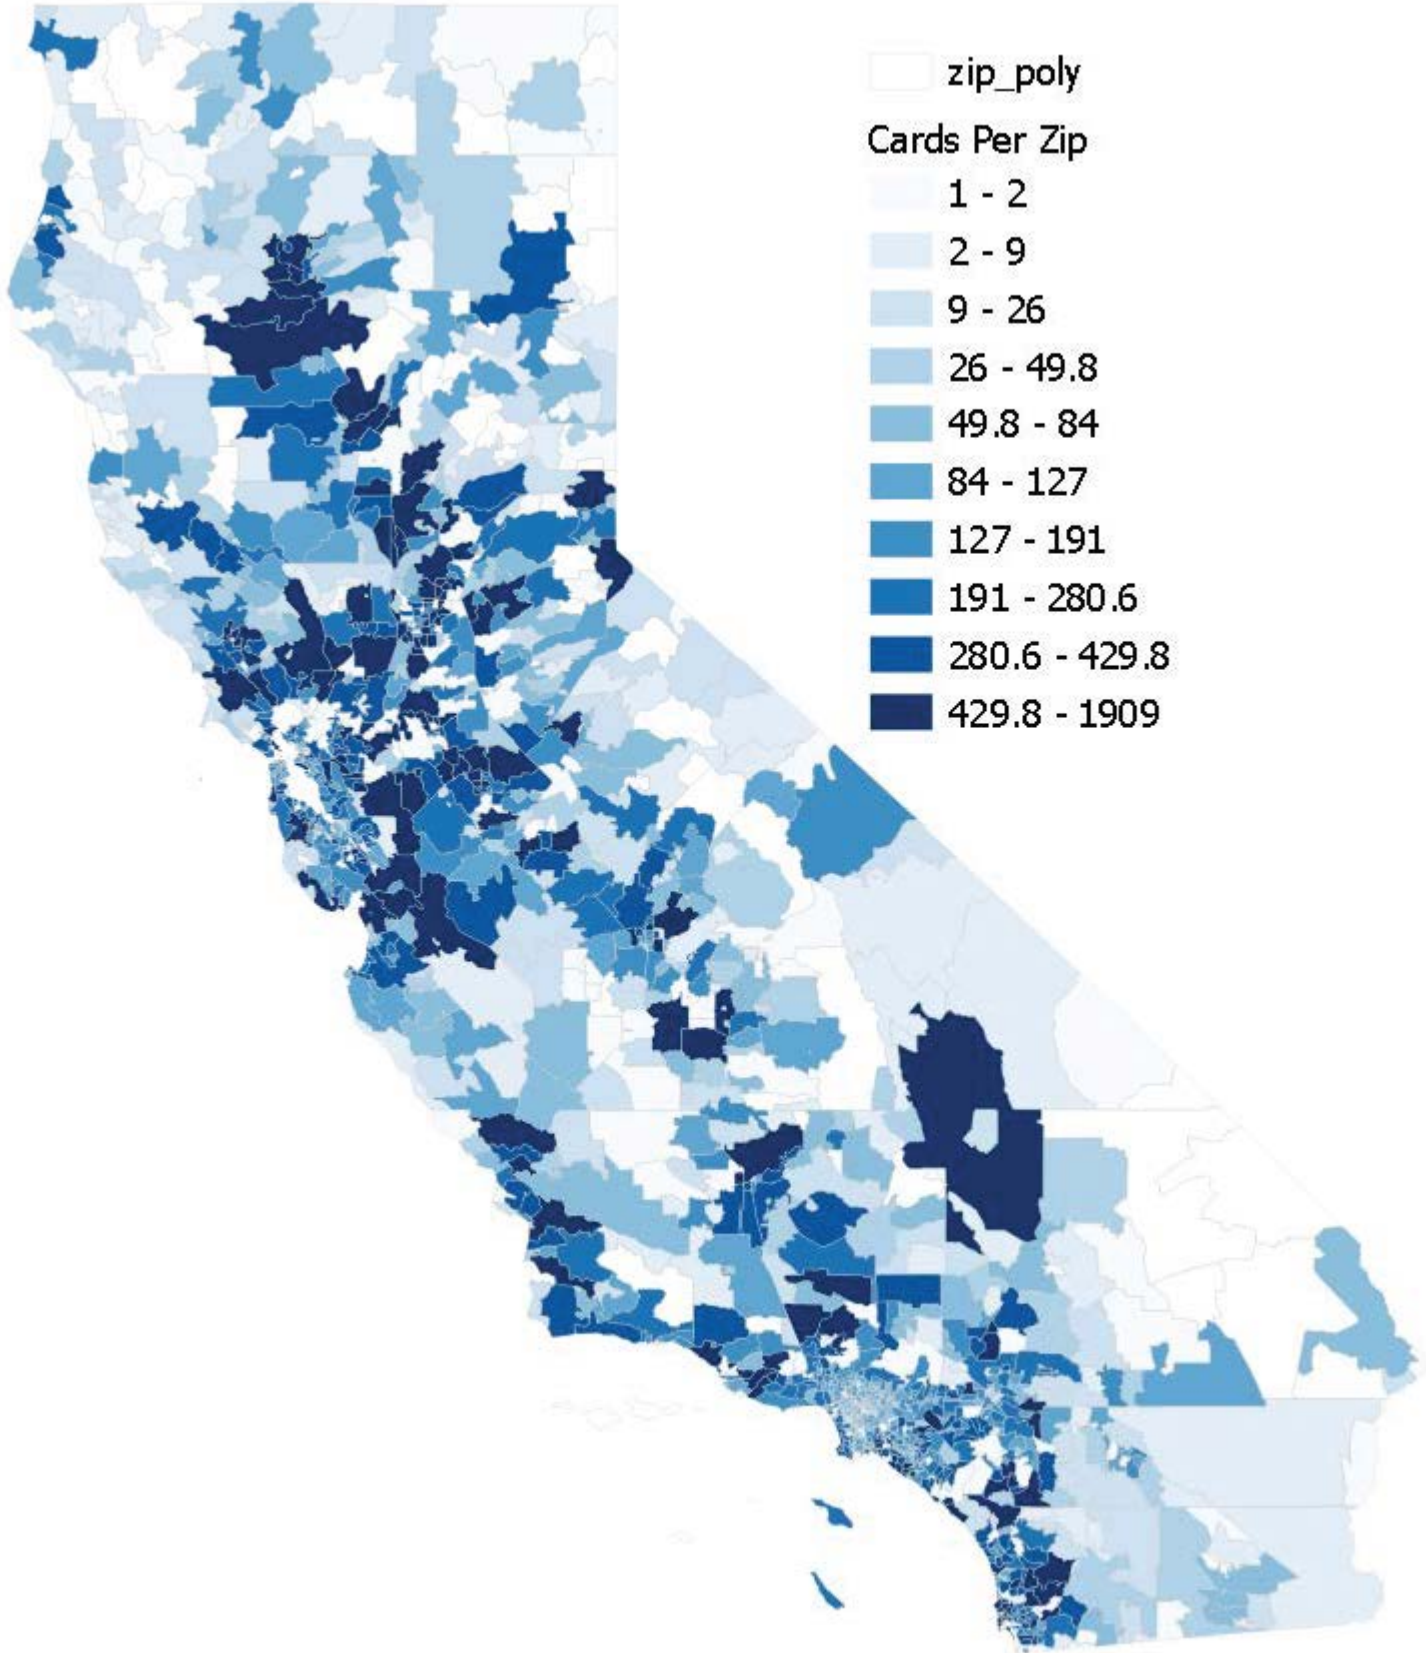 zip_poly
Cards Per Zip
1 - 2
2 - 9
9 - 26
26 - 49.8
49.8 - 84
84 - 127
127 - 191
191 - 280.6
280.6 - 429.8
429.8 - 1909